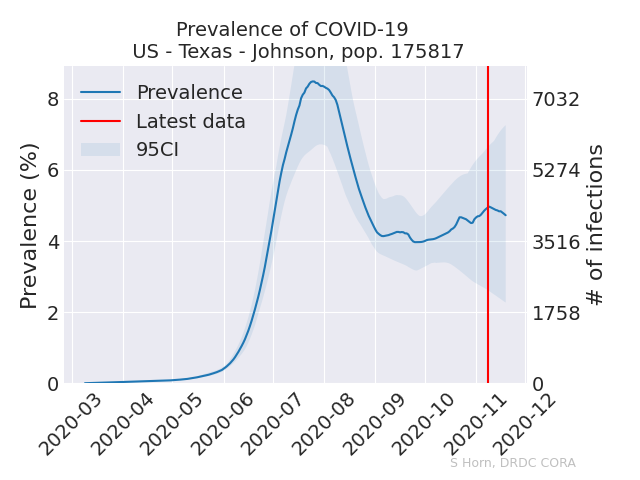 Prevalence of COVID-19
US - Texas - Johnson, pop. 175817
Prevalence
Latest data
95CI
Prevalence (%)
8
6
4
2
0
7032
5274
3516
1758
0
# of infections
2020-03
2020-04
2020-05
2020-06
2020-07
2020-08
2020-09
2020-10
2020-11
2020-12
S Horn, DRDC CORA